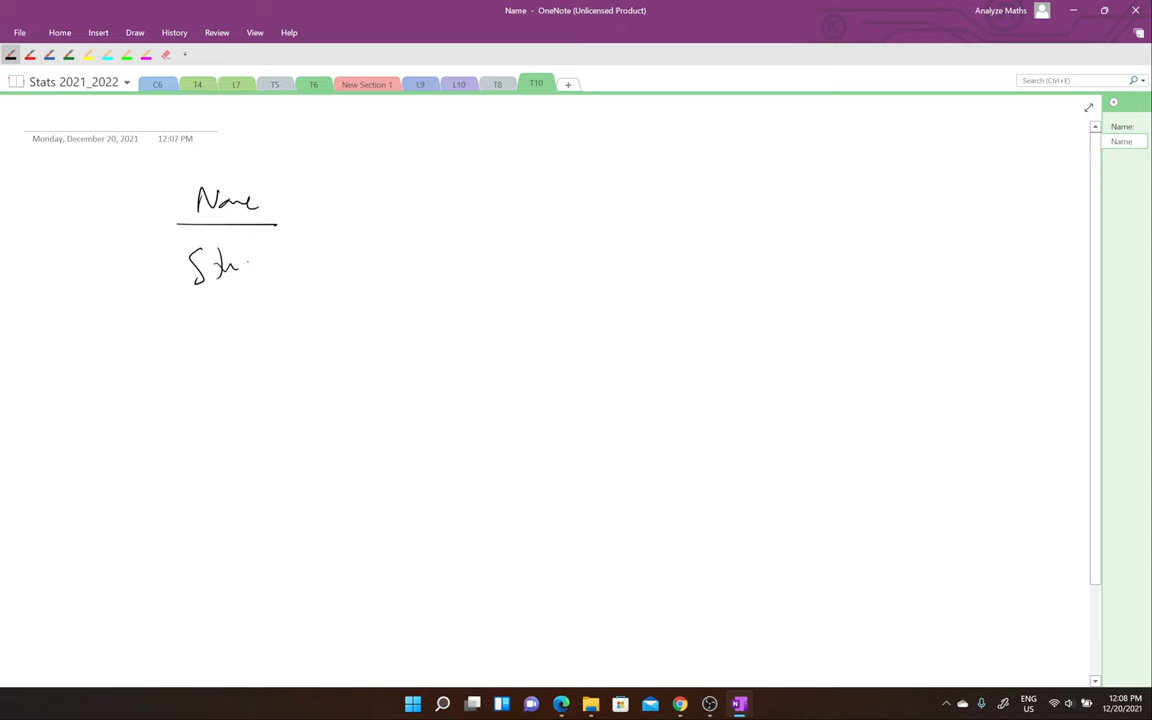 Name - OneNote (Unlicensed Product)
Analyze Maths
File Home Insert Draw History Review View Help
Stats 2021_2022
C6 T4 L7 T5 T6 New Section 1 L9 L10 T8 T10
Search (Ctrl+E)
Monday, December 20, 2021 12:07 PM
Name:
Name
Name
ENG
US
12:08 PM
12/20/2021